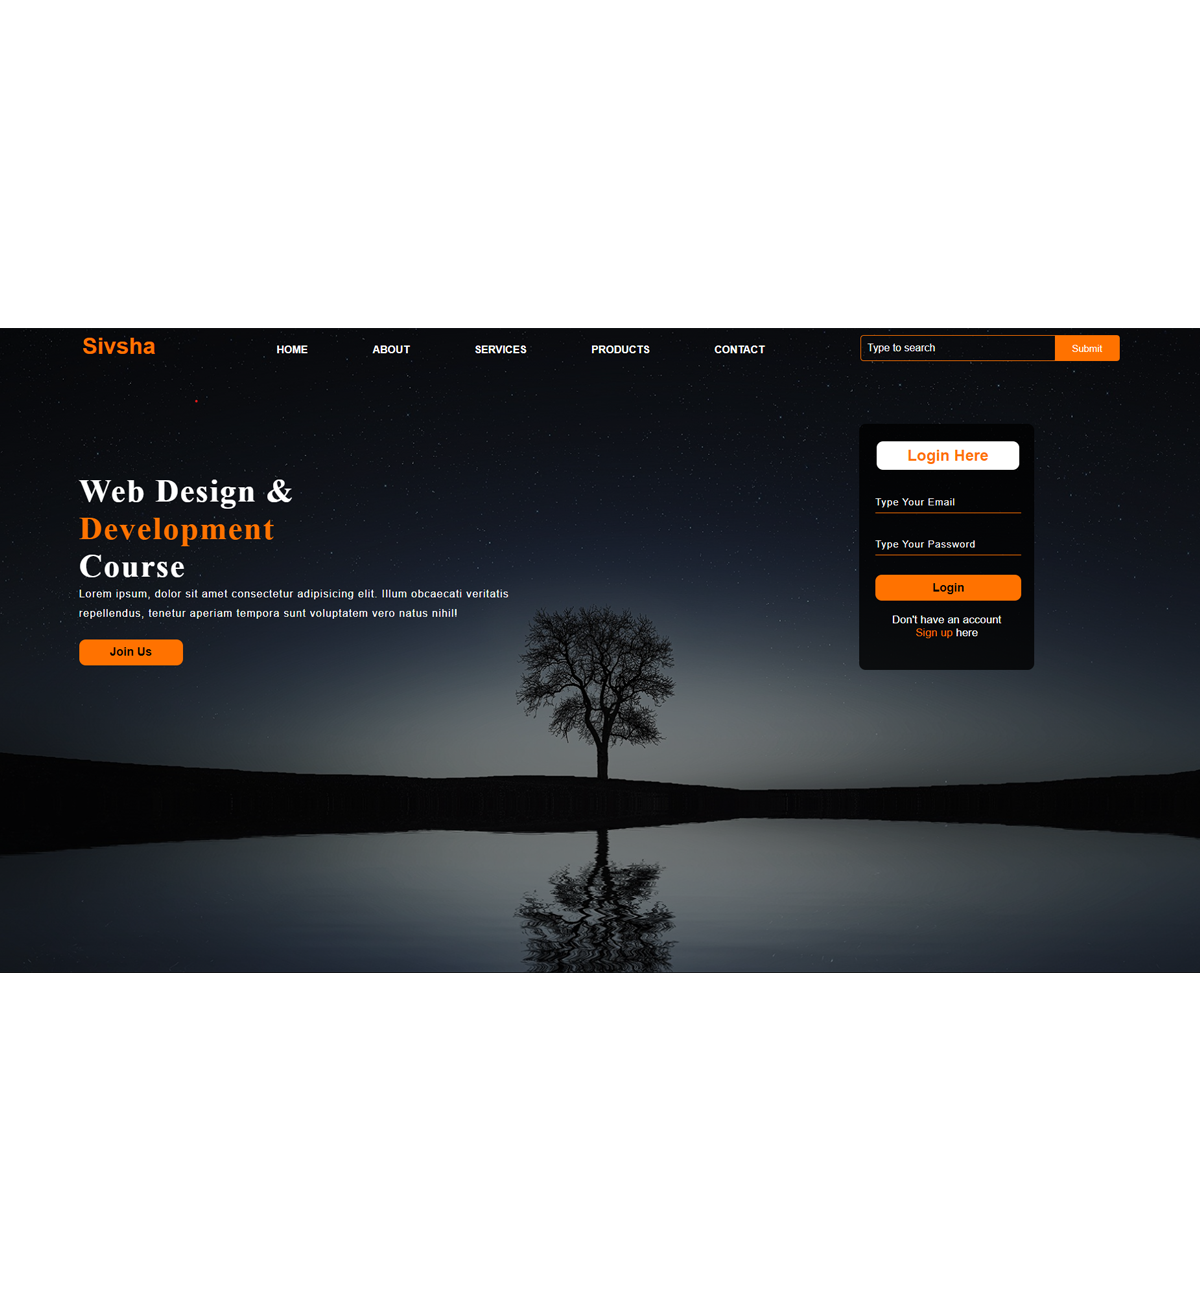 Sivsha
HOME ABOUT SERVICES PRODUCTS CONTACT
Type to search Submit
Web Design &
Development
Course
Lorem ipsum, dolor sit amet consectetur adipisicing elit. Illum obcaecati veritatis
repellendus, tenetur aperiam tempora sunt voluptatem vero natus nihil!
Join Us
Login Here
Type Your Email
Type Your Password
Login
Don't have an account
Sign up here